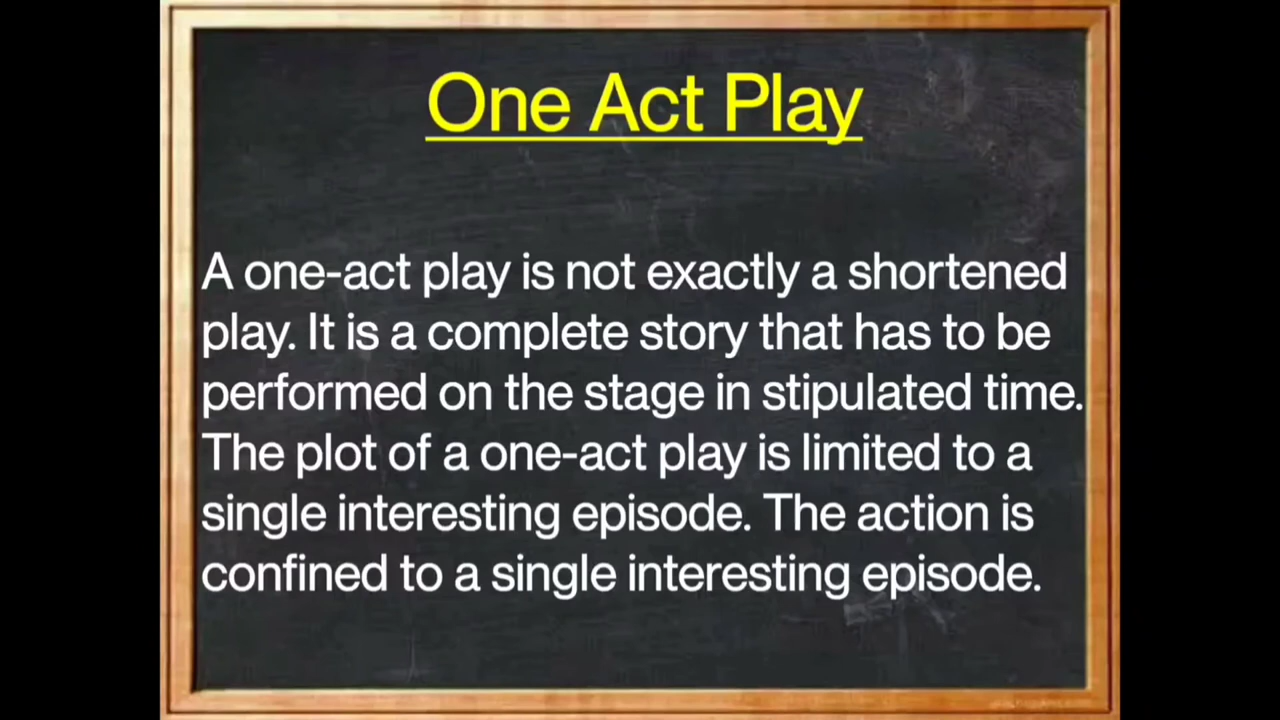 One Act Play
A one-act play is not exactly a shortened
play. It is a complete story that has to be
performed on the stage in stipulated time.
The plot of a one-act play is limited to a
single interesting episode. The action is
confined to a single interesting episode.